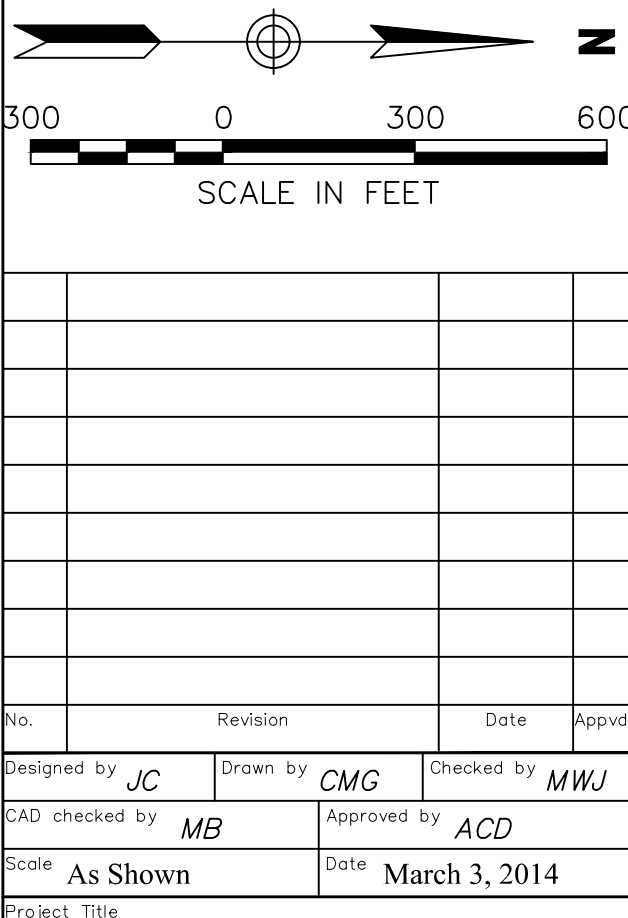 N
300 0 300 600
SCALE IN FEET
No. Revision Date Appvd
Designed by JC Drawn by CMG Checked by MWJ
CAD checked by MB Approved by ACD
Scale As Shown Date March 3, 2014
Project Title